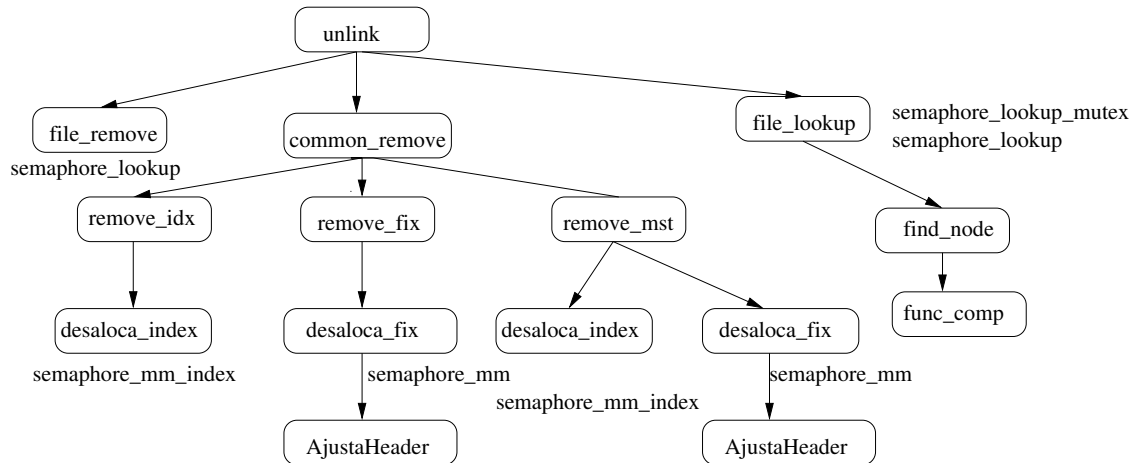 unlink
file_remove
semaphore_lookup
common_remove
file_lookup
semaphore_lookup_mutex
semaphore_lookup
remove_idx
remove_fix
remove_mst
find_node
desaloca_index
semaphore_mm_index
desaloca_fix
semaphore_mm
desaloca_index
semaphore_mm_index
desaloca_fix
semaphore_mm
func_comp
AjustaHeader
AjustaHeader